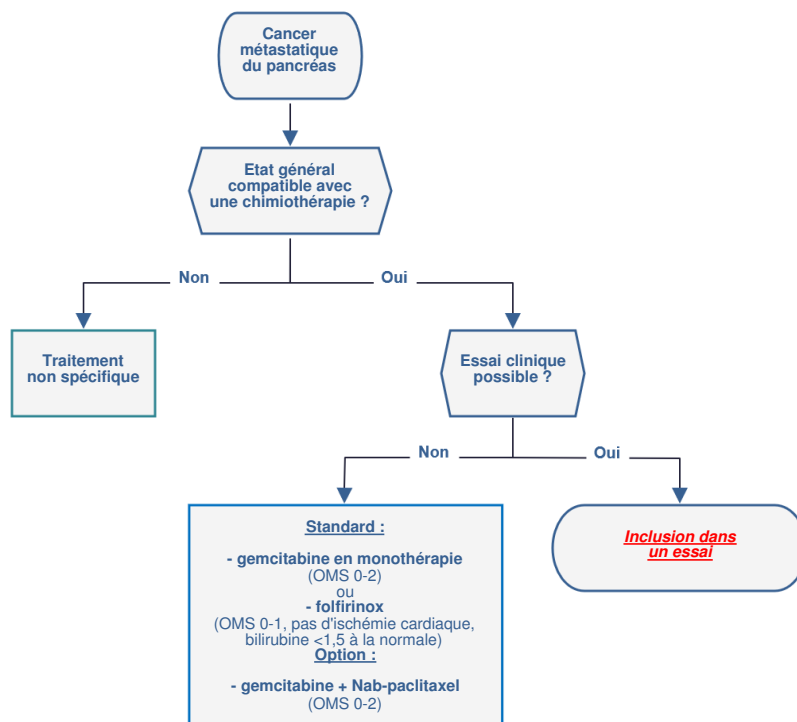 Cancer
métastatique
du pancréas
Etat général
compatible avec
une chimiothérapie ?
Non
Oui
Traitement
non spécifique
Essai clinique
possible ?
Non
Oui
Standard :
- gemcitabine en monothérapie
(OMS 0-2)
ou
- folfirinox
(OMS 0-1, pas d'ischémie cardiaque,
bilirubine <1,5 à la normale)
Option :
- gemcitabine + Nab-paclitaxel
(OMS 0-2)
Inclusion dans
un essai